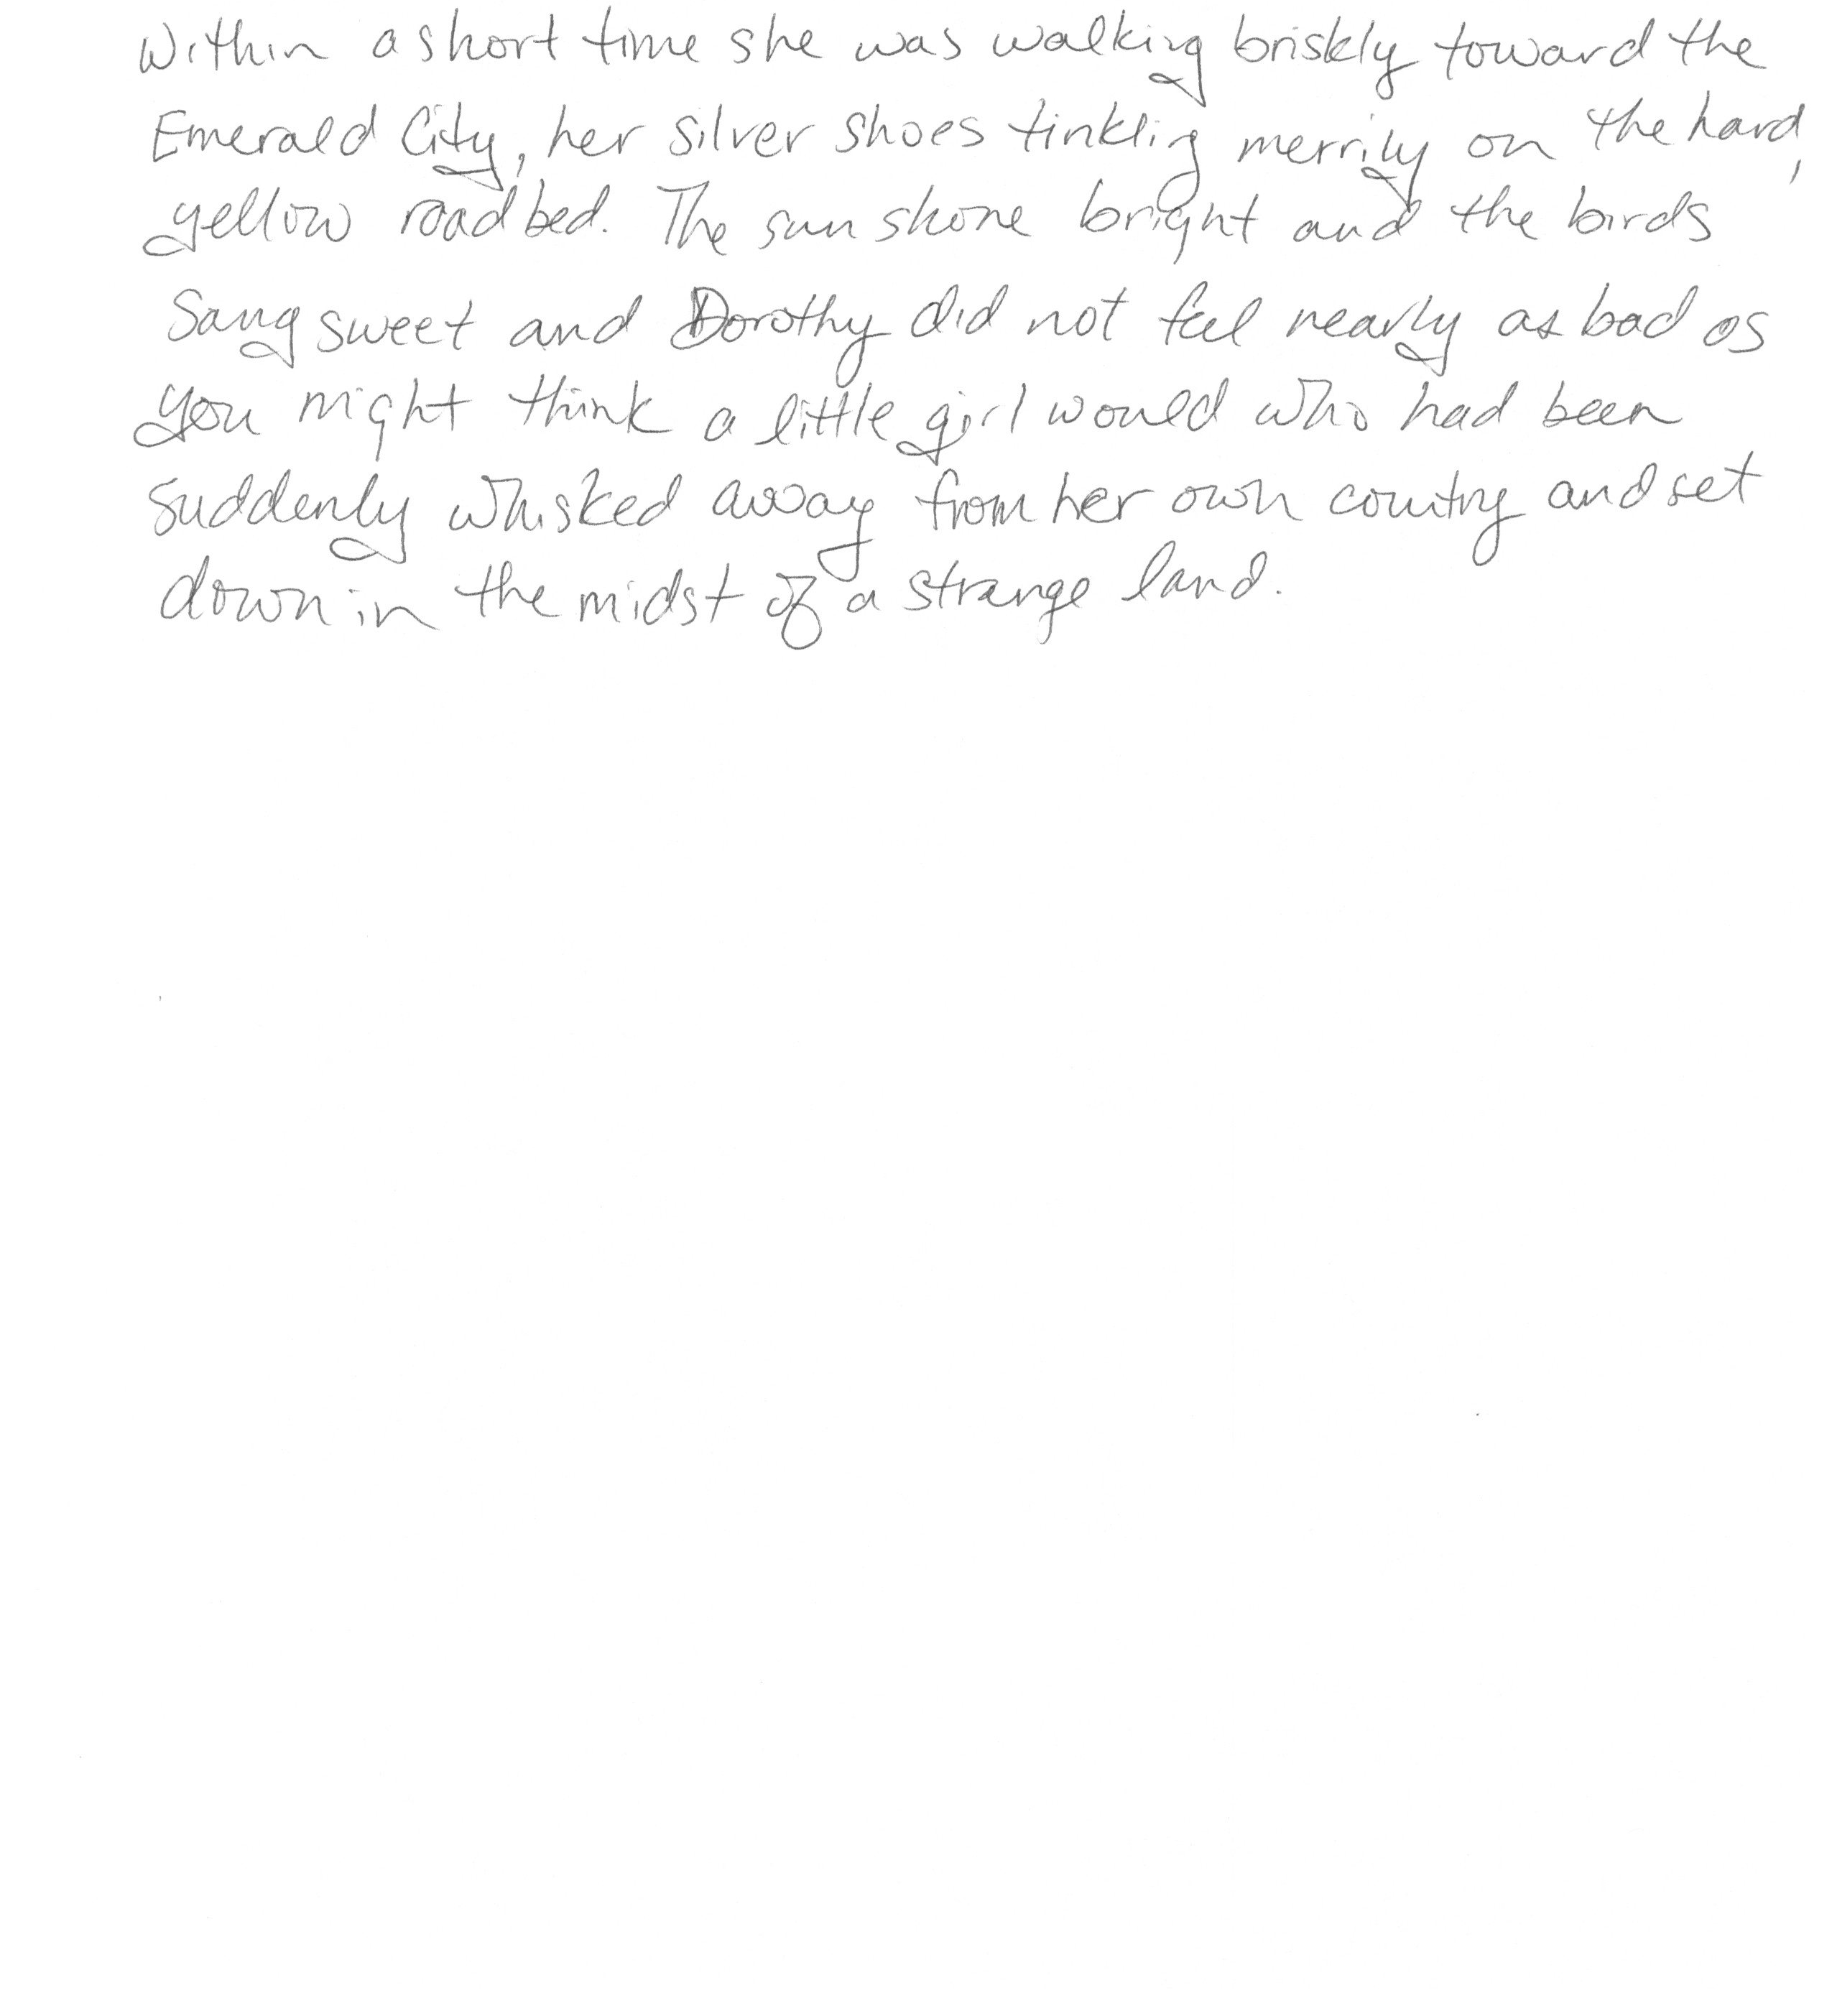 Within a short time she was walking briskly toward the
Emerald City, her silver shoes tinkling merrily on the hard,
yellow roadbed. The sun shone bright and the birds
sang sweet and Dorothy did not feel nearly as bad as
you might think a little girl would who had been
suddenly whisked away from her own country and set
down in the midst of a strange land.